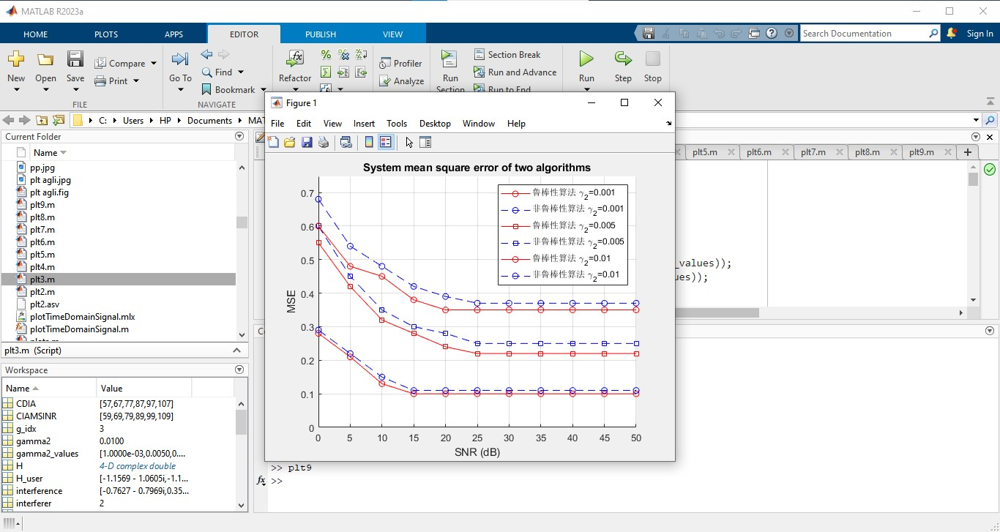 MATLAB R2023a
HOME PLOTS APPS EDITOR PUBLISH VIEW
Search Documentation
Sign In
New Open Save
Compare
Print
FILE
Go To
Find
Bookmark
NAVIGATE
Refactor
Profiler
Analyze
Run
Section
Section Break
Run and Advance
Run to End
Run Step Stop
C: Users HP Documents
Current Folder
Name
pp.jpg
plt agli.jpg
plt agli.fig
plt9.m
plt8.m
plt7.m
plt6.m
plt5.m
plt4.m
plt3.m
plt2.m
plt2.asv
plotTimeDomainSignal.mlx
plotTimeDomainSignal.m
plt3.m (Script)
Workspace
Name Value
CDIA [57,67,77,87,97,107]
CIAMSINR [59,69,79,89,99,109]
g_idx 3
gamma2 0.0100
gamma2_values [1.0000e-03,0.0050,0....
H 4-D complex double
H_user [-1.1569 - 1.0605i,-1.1...
interference [-0.7627 - 0.7969i,0.35...
interferer 2
plt5.m plt6.m plt7.m plt8.m plt9.m
_values));
ues));
Figure 1
File Edit View Insert Tools Desktop Window Help
System mean square error of two algorithms
鲁棒性算法 γ2=0.001
非鲁棒性算法 γ2=0.001
鲁棒性算法 γ2=0.005
非鲁棒性算法 γ2=0.005
鲁棒性算法 γ2=0.01
非鲁棒性算法 γ2=0.01
MSE
0.7
0.6
0.5
0.4
0.3
0.2
0.1
0
0 5 10 15 20 25 30 35 40 45 50
SNR (dB)
>> plt9
fx >>